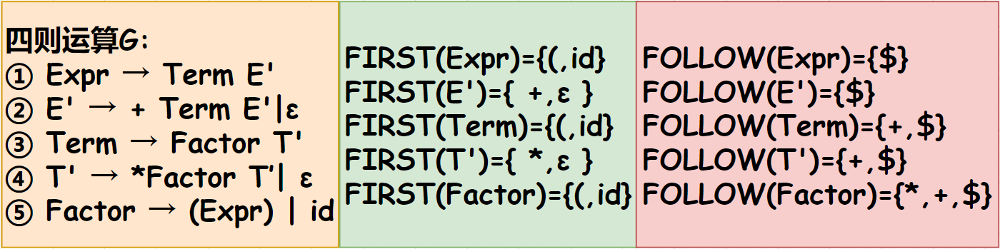 四则运算G:
① Expr → Term E'
② E' → + Term E'|ε
③ Term → Factor T'
④ T' → *Factor T'| ε
⑤ Factor → (Expr) | id
FIRST(Expr)={(,id}
FIRST(E')={ +,ε }
FIRST(Term)={(,id}
FIRST(T')={ *,ε }
FIRST(Factor)={(,id}
FOLLOW(Expr)={$}
FOLLOW(E')={$}
FOLLOW(Term)={+,$}
FOLLOW(T')={+,$}
FOLLOW(Factor)={*,+,$}